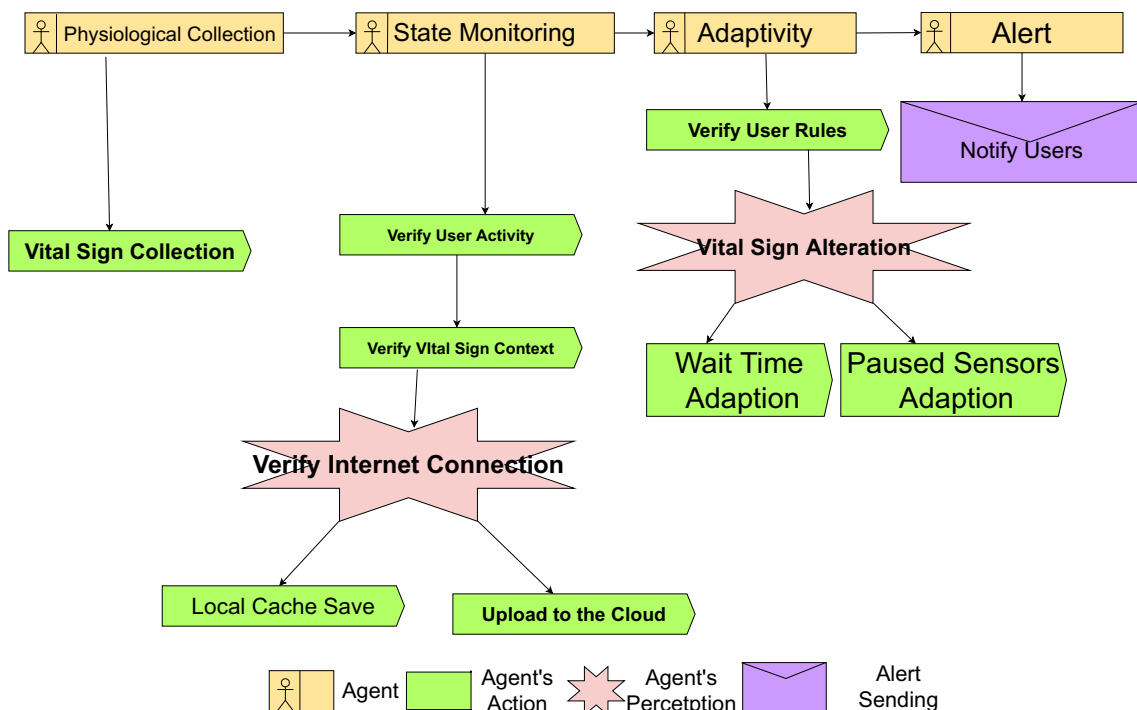 Physiological Collection
State Monitoring
Adaptivity
Alert
Verify User Rules
Notify Users
Vital Sign Collection
Verify User Activity
Vital Sign Alteration
Verify VItal Sign Context
Wait Time
Adaption
Paused Sensors
Adaption
Verify Internet Connection
Local Cache Save
Upload to the Cloud
Agent
Agent's
Action
Agent's
Perceptption
Alert
Sending